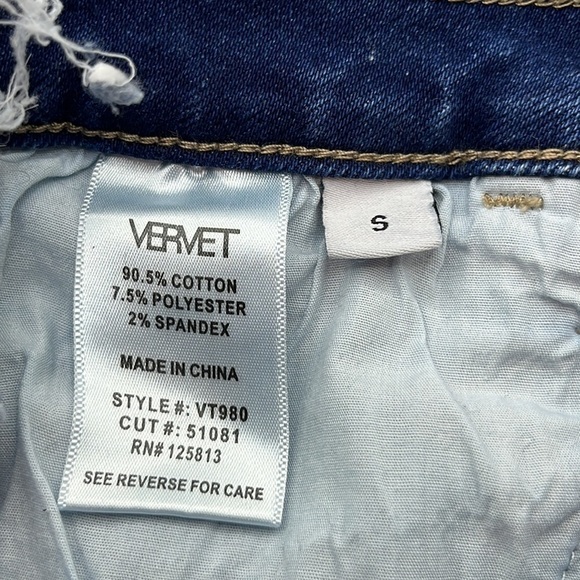 VERVET
90.5% COTTON
7.5% POLYESTER
2% SPANDEX
MADE IN CHINA
STYLE #: VT980
CUT #: 51081
RN# 125813
SEE REVERSE FOR CARE
S